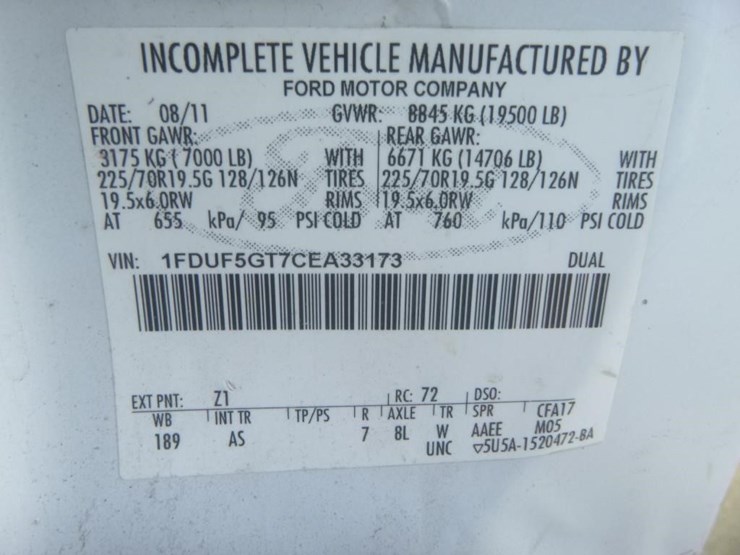 INCOMPLETE VEHICLE MANUFACTURED BY
FORD MOTOR COMPANY
DATE: 08/11 GVWR: 8845 KG (19500 LB)
FRONT GAWR: REAR GAWR:
3175 KG (7000 LB) WITH 6671 KG (14706 LB) WITH
225/70R19.5G 128/126N TIRES 225/70R19.5G 128/126N TIRES
19.5x6.0RW RIMS 19.5x6.0RW RIMS
AT 655 kPa/ 95 PSI COLD AT 760 kPa/110 PSI COLD
VIN: 1FDUF5GT7CEA33173 DUAL
EXT PNT: Z1 RC: 72 DSO:
WB INT TR TP/PS R AXLE TR SPR CFA17
189 AS 7 8L W AAEE M05
UNC ▽5U5A-1520472-BA